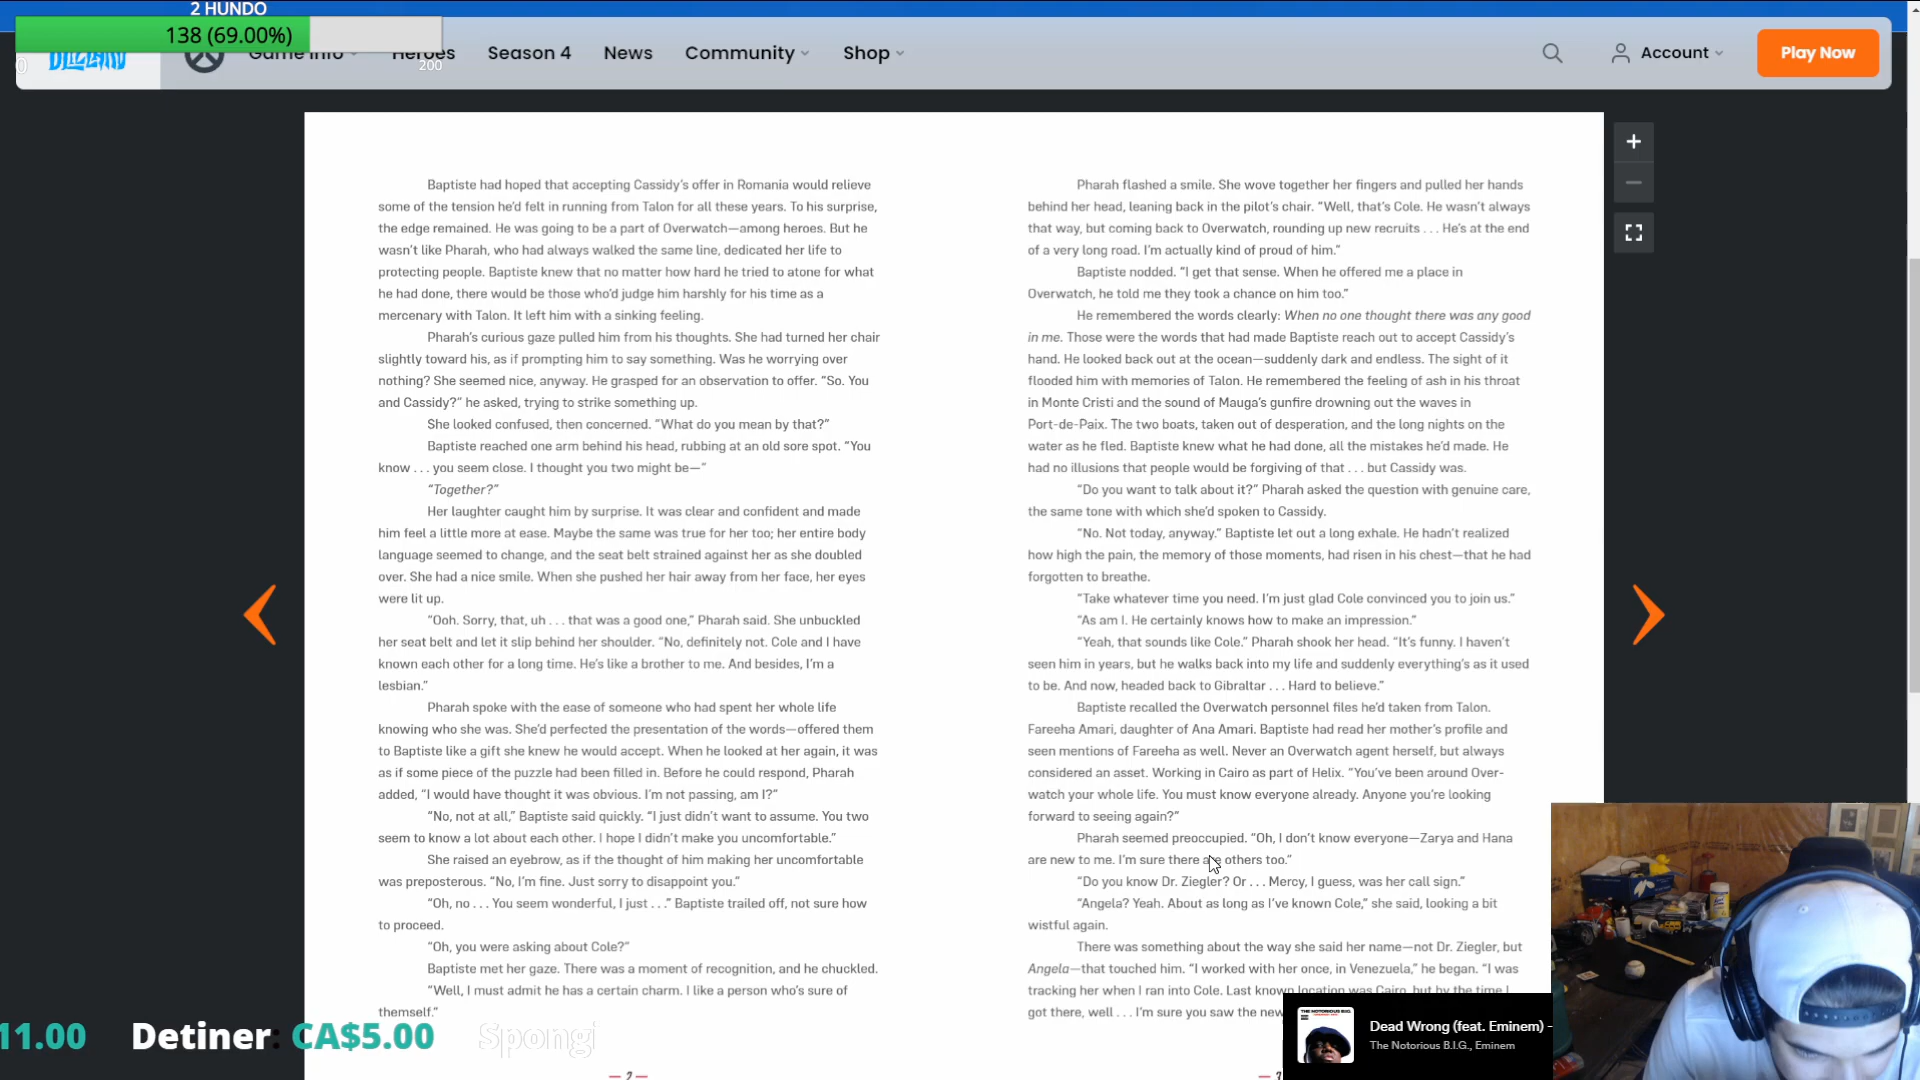 2 HUNDO
138 (69.00%)
0
200
BLIZZARD
Game Info
Heroes
Season 4
News
Community
Shop
Account
Play Now
Baptiste had hoped that accepting Cassidy's offer in Romania would relieve
some of the tension he'd felt in running from Talon for all these years. To his surprise,
the edge remained. He was going to be a part of Overwatch—among heroes. But he
wasn't like Pharah, who had always walked the same line, dedicated her life to
protecting people. Baptiste knew that no matter how hard he tried to atone for what
he had done, there would be those who'd judge him harshly for his time as a
mercenary with Talon. It left him with a sinking feeling.
Pharah's curious gaze pulled him from his thoughts. She had turned her chair
slightly toward his, as if prompting him to say something. Was he worrying over
nothing? She seemed nice, anyway. He grasped for an observation to offer. “So. You
and Cassidy?” he asked, trying to strike something up.
She looked confused, then concerned. “What do you mean by that?”
Baptiste reached one arm behind his head, rubbing at an old sore spot. “You
know . . . you seem close. I thought you two might be—”
“Together?”
Her laughter caught him by surprise. It was clear and confident and made
him feel a little more at ease. Maybe the same was true for her too; her entire body
language seemed to change, and the seat belt strained against her as she doubled
over. She had a nice smile. When she pushed her hair away from her face, her eyes
were lit up.
“Ooh. Sorry, that, uh . . . that was a good one,” Pharah said. She unbuckled
her seat belt and let it slip behind her shoulder. “No, definitely not. Cole and I have
known each other for a long time. He's like a brother to me. And besides, I'm a
lesbian.”
Pharah spoke with the ease of someone who had spent her whole life
knowing who she was. She'd perfected the presentation of the words—offered them
to Baptiste like a gift she knew he would accept. When he looked at her again, it was
as if some piece of the puzzle had been filled in. Before he could respond, Pharah
added, “I would have thought it was obvious. I'm not passing, am I?”
“No, not at all,” Baptiste said quickly. “I just didn't want to assume. You two
seem to know a lot about each other. I hope I didn't make you uncomfortable.”
She raised an eyebrow, as if the thought of him making her uncomfortable
was preposterous. “No, I'm fine. Just sorry to disappoint you.”
“Oh, no . . . You seem wonderful, I just . . .” Baptiste trailed off, not sure how
to proceed.
“Oh, you were asking about Cole?”
Baptiste met her gaze. There was a moment of recognition, and he chuckled.
“Well, I must admit he has a certain charm. I like a person who's sure of
themself.”
— 2 —
Pharah flashed a smile. She wove together her fingers and pulled her hands
behind her head, leaning back in the pilot's chair. “Well, that's Cole. He wasn't always
that way, but coming back to Overwatch, rounding up new recruits . . . He's at the end
of a very long road. I'm actually kind of proud of him.”
Baptiste nodded. “I get that sense. When he offered me a place in
Overwatch, he told me they took a chance on him too.”
He remembered the words clearly: When no one thought there was any good
in me. Those were the words that had made Baptiste reach out to accept Cassidy's
hand. He looked back out at the ocean—suddenly dark and endless. The sight of it
flooded him with memories of Talon. He remembered the feeling of ash in his throat
in Monte Cristi and the sound of Mauga's gunfire drowning out the waves in
Port-de-Paix. The two boats, taken out of desperation, and the long nights on the
water as he fled. Baptiste knew what he had done, all the mistakes he'd made. He
had no illusions that people would be forgiving of that . . . but Cassidy was.
“Do you want to talk about it?” Pharah asked the question with genuine care,
the same tone with which she'd spoken to Cassidy.
“No. Not today, anyway.” Baptiste let out a long exhale. He hadn't realized
how high the pain, the memory of those moments, had risen in his chest—that he had
forgotten to breathe.
“Take whatever time you need. I'm just glad Cole convinced you to join us.”
“As am I. He certainly knows how to make an impression.”
“Yeah, that sounds like Cole.” Pharah shook her head. “It's funny. I haven't
seen him in years, but he walks back into my life and suddenly everything's as it used
to be. And now, headed back to Gibraltar . . . Hard to believe.”
Baptiste recalled the Overwatch personnel files he'd taken from Talon.
Fareeha Amari, daughter of Ana Amari. Baptiste had read her mother's profile and
seen mentions of Fareeha as well. Never an Overwatch agent herself, but always
considered an asset. Working in Cairo as part of Helix. “You've been around Over-
watch your whole life. You must know everyone already. Anyone you're looking
forward to seeing again?”
Pharah seemed preoccupied. “Oh, I don't know everyone—Zarya and Hana
are new to me. I'm sure there are others too.”
“Do you know Dr. Ziegler? Or . . . Mercy, I guess, was her call sign.”
“Angela? Yeah. About as long as I've known Cole,” she said, looking a bit
wistful again.
There was something about the way she said her name—not Dr. Ziegler, but
Angela—that touched him. “I worked with her once, in Venezuela,” he began. “I was
tracking her when I ran into Cole. Last known location was Cairo, but by the time I
got there, well . . . I'm sure you saw the new
11.00 Detiner: CA$5.00 Spongi
Dead Wrong (feat. Eminem) -
The Notorious B.I.G., Eminem